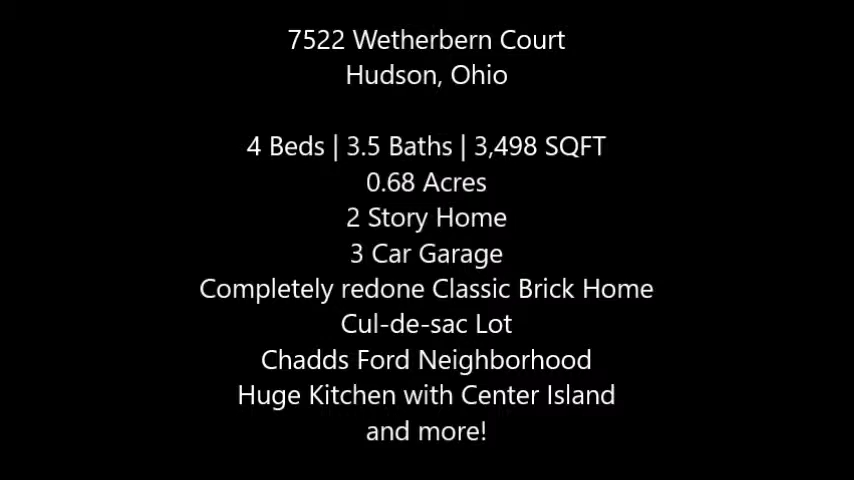 7522 Wetherbern Court
Hudson, Ohio
4 Beds | 3.5 Baths | 3,498 SQFT
0.68 Acres
2 Story Home
3 Car Garage
Completely redone Classic Brick Home
Cul-de-sac Lot
Chadds Ford Neighborhood
Huge Kitchen with Center Island
and more!